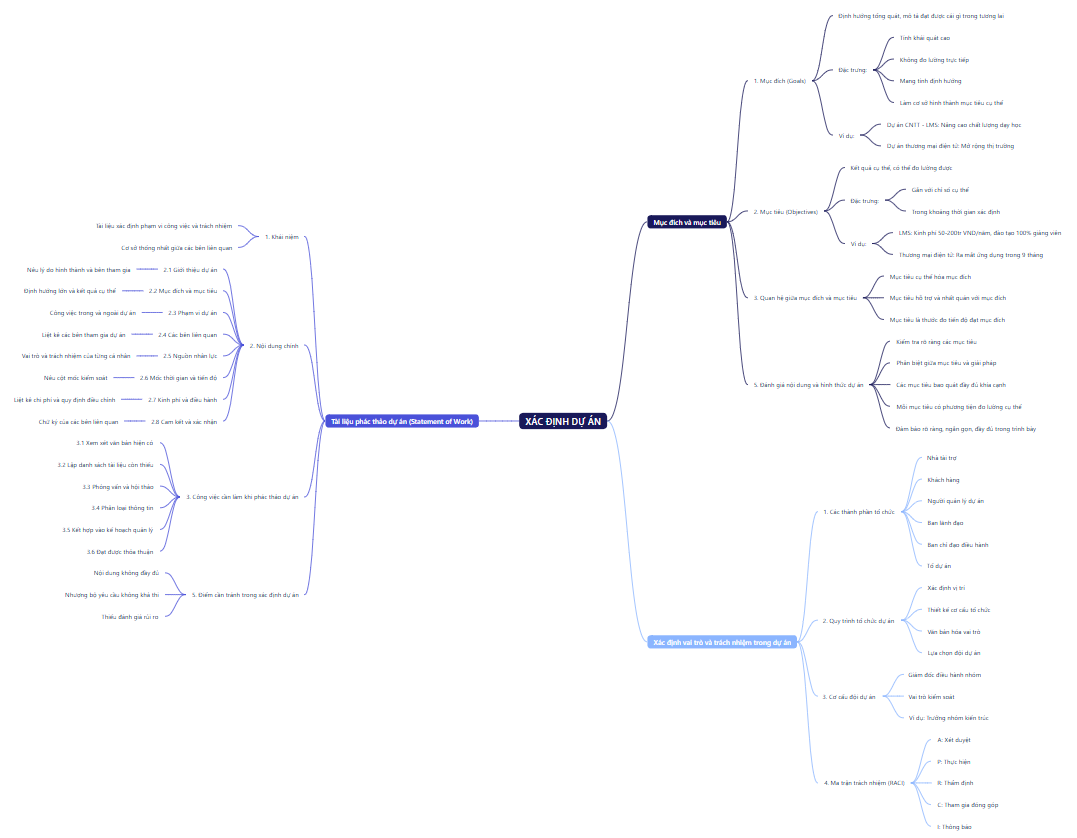 XÁC ĐỊNH DỰ ÁN
Mục đích và mục tiêu
1. Mục đích (Goals)
Định hướng tổng quát, mô tả đạt được cái gì trong tương lai
Đặc trưng:
Tính khái quát cao
Không đo lường trực tiếp
Mang tính định hướng
Làm cơ sở hình thành mục tiêu cụ thể
Ví dụ:
Dự án CNTT - LMS: Nâng cao chất lượng dạy học
Dự án thương mại điện tử: Mở rộng thị trường
2. Mục tiêu (Objectives)
Kết quả cụ thể, có thể đo lường được
Đặc trưng:
Gắn với chỉ số cụ thể
Trong khoảng thời gian xác định
Ví dụ:
LMS: Kinh phí 50-200tr VND/năm, đào tạo 100% giảng viên
Thương mại điện tử: Ra mắt ứng dụng trong 9 tháng
3. Quan hệ giữa mục đích và mục tiêu
Mục tiêu cụ thể hóa mục đích
Mục tiêu hỗ trợ và nhất quán với mục đích
Mục tiêu là thước đo tiến độ đạt mục đích
5. Đánh giá nội dung và hình thức dự án
Kiểm tra rõ ràng các mục tiêu
Phân biệt giữa mục tiêu và giải pháp
Các mục tiêu bao quát đầy đủ khía cạnh
Mỗi mục tiêu có phương tiện đo lường cụ thể
Đảm bảo rõ ràng, ngắn gọn, đầy đủ trong trình bày
Xác định vai trò và trách nhiệm trong dự án
1. Các thành phần tổ chức
Nhà tài trợ
Khách hàng
Người quản lý dự án
Ban lãnh đạo
Ban chỉ đạo điều hành
Tổ dự án
2. Quy trình tổ chức dự án
Xác định vị trí
Thiết kế cơ cấu tổ chức
Văn bản hóa vai trò
Lựa chọn đội dự án
3. Cơ cấu đội dự án
Giám đốc điều hành nhóm
Vai trò kiểm soát
Ví dụ: Trưởng nhóm kiến trúc
4. Ma trận trách nhiệm (RACI)
A: Xét duyệt
P: Thực hiện
R: Thẩm định
C: Tham gia đóng góp
I: Thông báo
Tài liệu phác thảo dự án (Statement of Work)
1. Khái niệm
Tài liệu xác định phạm vi công việc và trách nhiệm
Cơ sở thống nhất giữa các bên liên quan
2. Nội dung chính
2.1 Giới thiệu dự án
Nêu lý do hình thành và bên tham gia
2.2 Mục đích và mục tiêu
Định hướng lớn và kết quả cụ thể
2.3 Phạm vi dự án
Công việc trong và ngoài dự án
2.4 Các bên liên quan
Liệt kê các bên tham gia dự án
2.5 Nguồn nhân lực
Vai trò và trách nhiệm của từng cá nhân
2.6 Mốc thời gian và tiến độ
Nêu cột mốc kiểm soát
2.7 Kinh phí và điều hành
Liệt kê chi phí và quy định điều chỉnh
2.8 Cam kết và xác nhận
Chữ ký của các bên liên quan
3. Công việc cần làm khi phác thảo dự án
3.1 Xem xét văn bản hiện có
3.2 Lập danh sách tài liệu còn thiếu
3.3 Phỏng vấn và hội thảo
3.4 Phân loại thông tin
3.5 Kết hợp vào kế hoạch quản lý
3.6 Đạt được thỏa thuận
5. Điểm cần tránh trong xác định dự án
Nội dung không đầy đủ
Nhượng bộ yêu cầu không khả thi
Thiếu đánh giá rủi ro